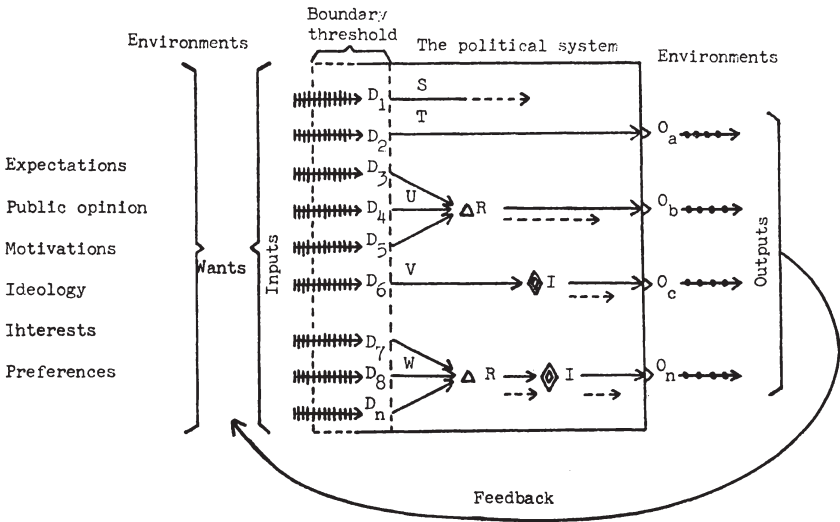 Boundary
threshold
Environments
The political system
Environments
Expectations
Public opinion
Motivations
Ideology
Ihterests
Preferences
Wants
Inputs
D1
S
D2
T
Oa
D3
D4
U
R
Ob
D5
D6
V
I
Oc
D7
D8
W
R
I
On
Dn
Outputs
Feedback